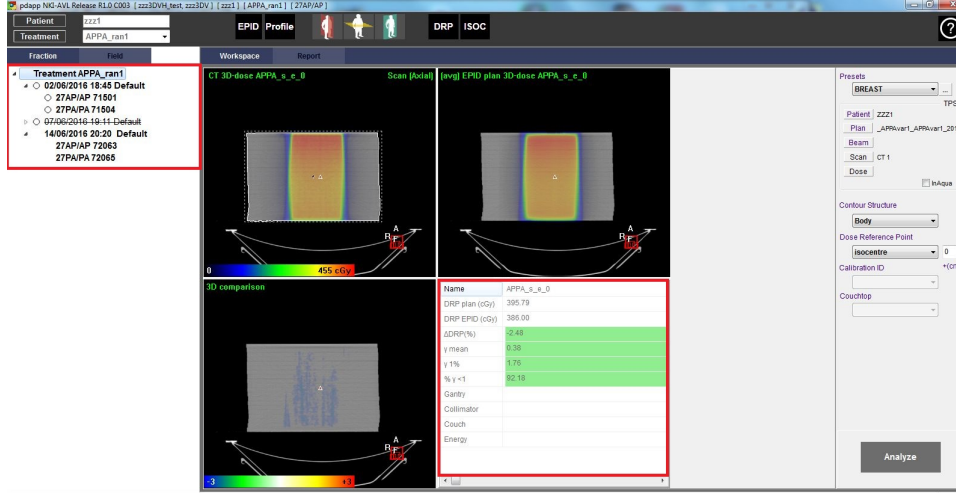 pdapp NKI-AVL Release R1.0 C003 [ zzz3DVH_test, zzz3DV ] [ zzz1 ] [ APPA_ran1 ] [ 27AP/AP ]
Patient zzz1
Treatment APPA_ran1
EPID Profile DRP ISOC ?
Fraction Field Workspace Report
Treatment APPA_ran1
02/06/2016 18:45 Default
27AP/AP 71501
27PA/PA 71504
07/06/2016 19:11 Default
14/06/2016 20:20 Default
27AP/AP 72063
27PA/PA 72065
CT 3D-dose APPA_s_e_0 Scan (Axial)
A
R F
0 455 cGy
(avg) EPID plan 3D-dose APPA_s_e_0
A
R F
3D comparison
A
R F
-3 +3
Name APPA_s_e_0
DRP plan (cGy) 395.79
DRP EPID (cGy) 386.00
ΔDRP(%) -2.48
γ mean 0.38
γ 1% 1.76
% γ <1 92.18
Gantry
Collimator
Couch
Energy
Presets
BREAST ...
TPS
Patient ZZZ1
Plan _APPAvar1_APPAvar1_201
Beam
Scan CT 1
Dose
InAqua
Contour Structure
Body
Dose Reference Point
isocentre 0
Calibration ID +(cm
Couchtop
Analyze